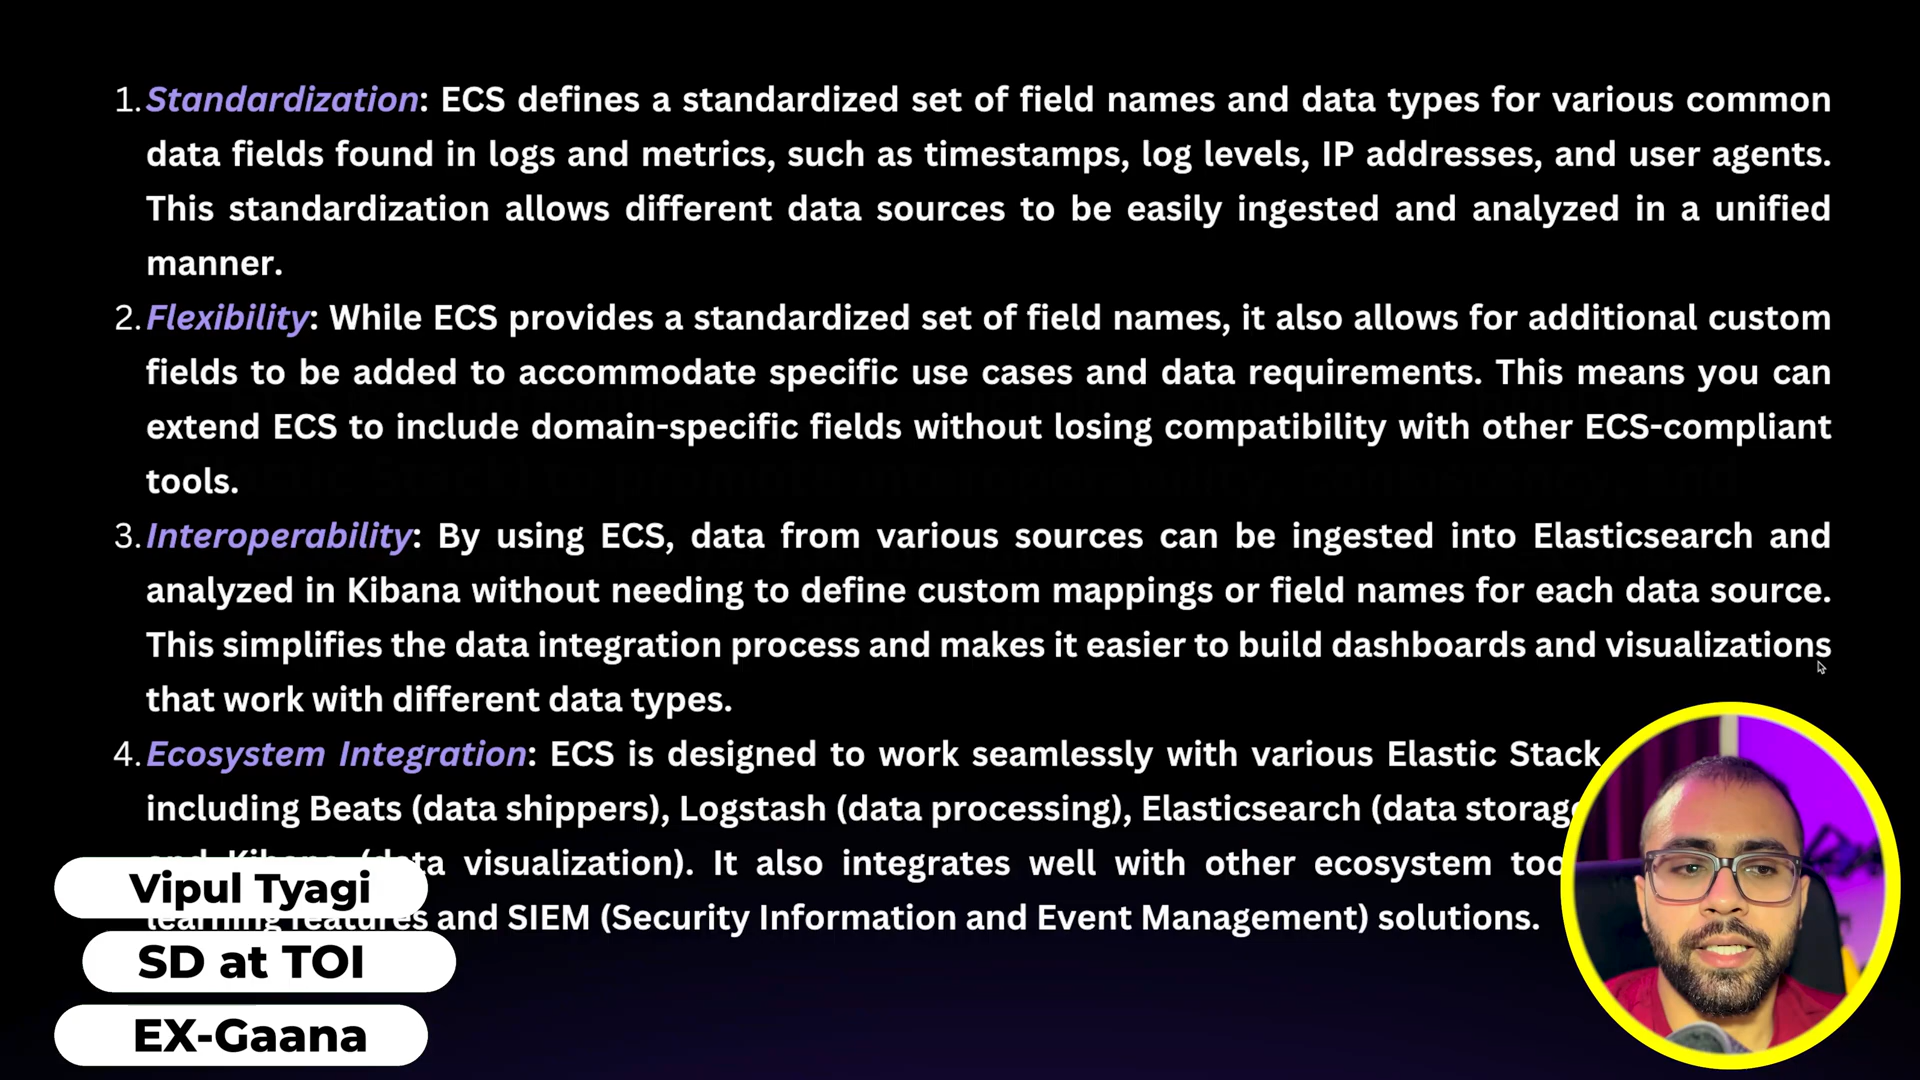 1. Standardization: ECS defines a standardized set of field names and data types for various common
data fields found in logs and metrics, such as timestamps, log levels, IP addresses, and user agents.
This standardization allows different data sources to be easily ingested and analyzed in a unified
manner.
2. Flexibility: While ECS provides a standardized set of field names, it also allows for additional custom
fields to be added to accommodate specific use cases and data requirements. This means you can
extend ECS to include domain-specific fields without losing compatibility with other ECS-compliant
tools.
3. Interoperability: By using ECS, data from various sources can be ingested into Elasticsearch and
analyzed in Kibana without needing to define custom mappings or field names for each data source.
This simplifies the data integration process and makes it easier to build dashboards and visualizations
that work with different data types.
4. Ecosystem Integration: ECS is designed to work seamlessly with various Elastic Stack
including Beats (data shippers), Logstash (data processing), Elasticsearch (data storage
and Kibana (data visualization). It also integrates well with other ecosystem
learning features and SIEM (Security Information and Event Management) solutions.
Vipul Tyagi
SD at TOI
EX-Gaana